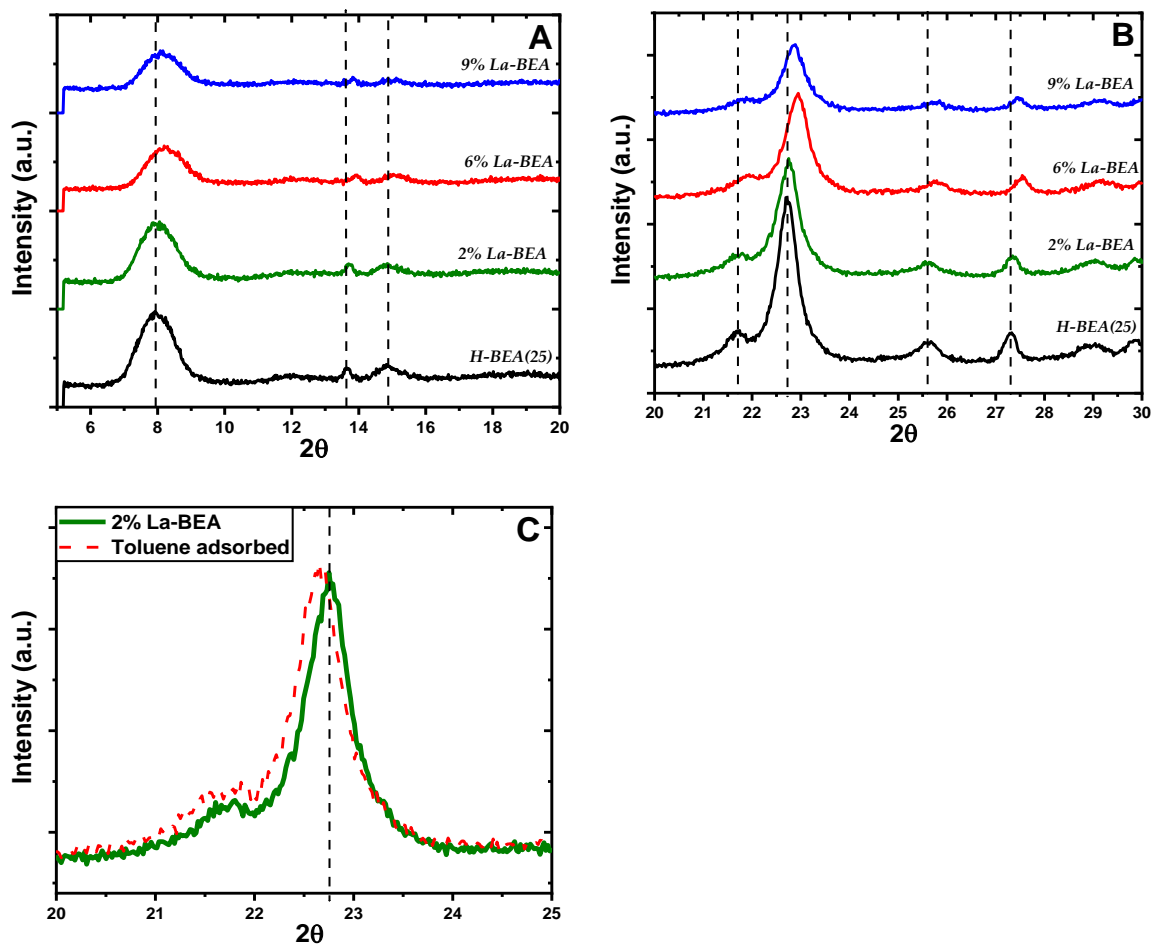 A
9% La-BEA
6% La-BEA
2% La-BEA
H-BEA(25)
Intensity (a.u.)
6 8 10 12 14 16 18 20
2θ
B
9% La-BEA
6% La-BEA
2% La-BEA
H-BEA(25)
Intensity (a.u.)
20 21 22 23 24 25 26 27 28 29 30
2θ
C
2% La-BEA
Toluene adsorbed
Intensity (a.u.)
20 21 22 23 24 25
2θ